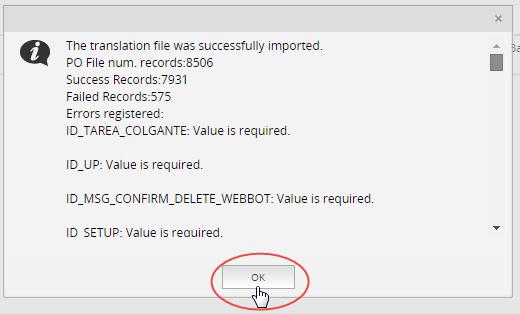 The translation file was successfully imported.
PO File num. records:8506
Success Records:7931
Failed Records:575
Errors registered:
ID_TAREA_COLGANTE: Value is required.
ID_UP: Value is required.
ID_MSG_CONFIRM_DELETE_WEBBOT: Value is required.
ID_SETUP: Value is required.
OK